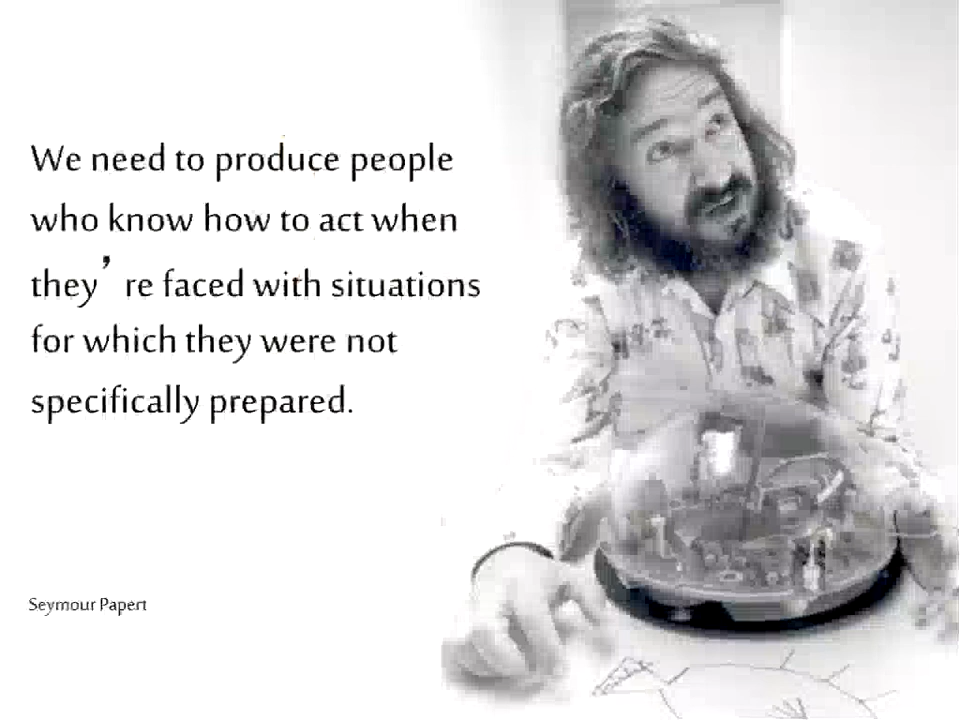 We need to produce people
who know how to act when
they’ re faced with situations
for which they were not
specifically prepared.
Seymour Papert